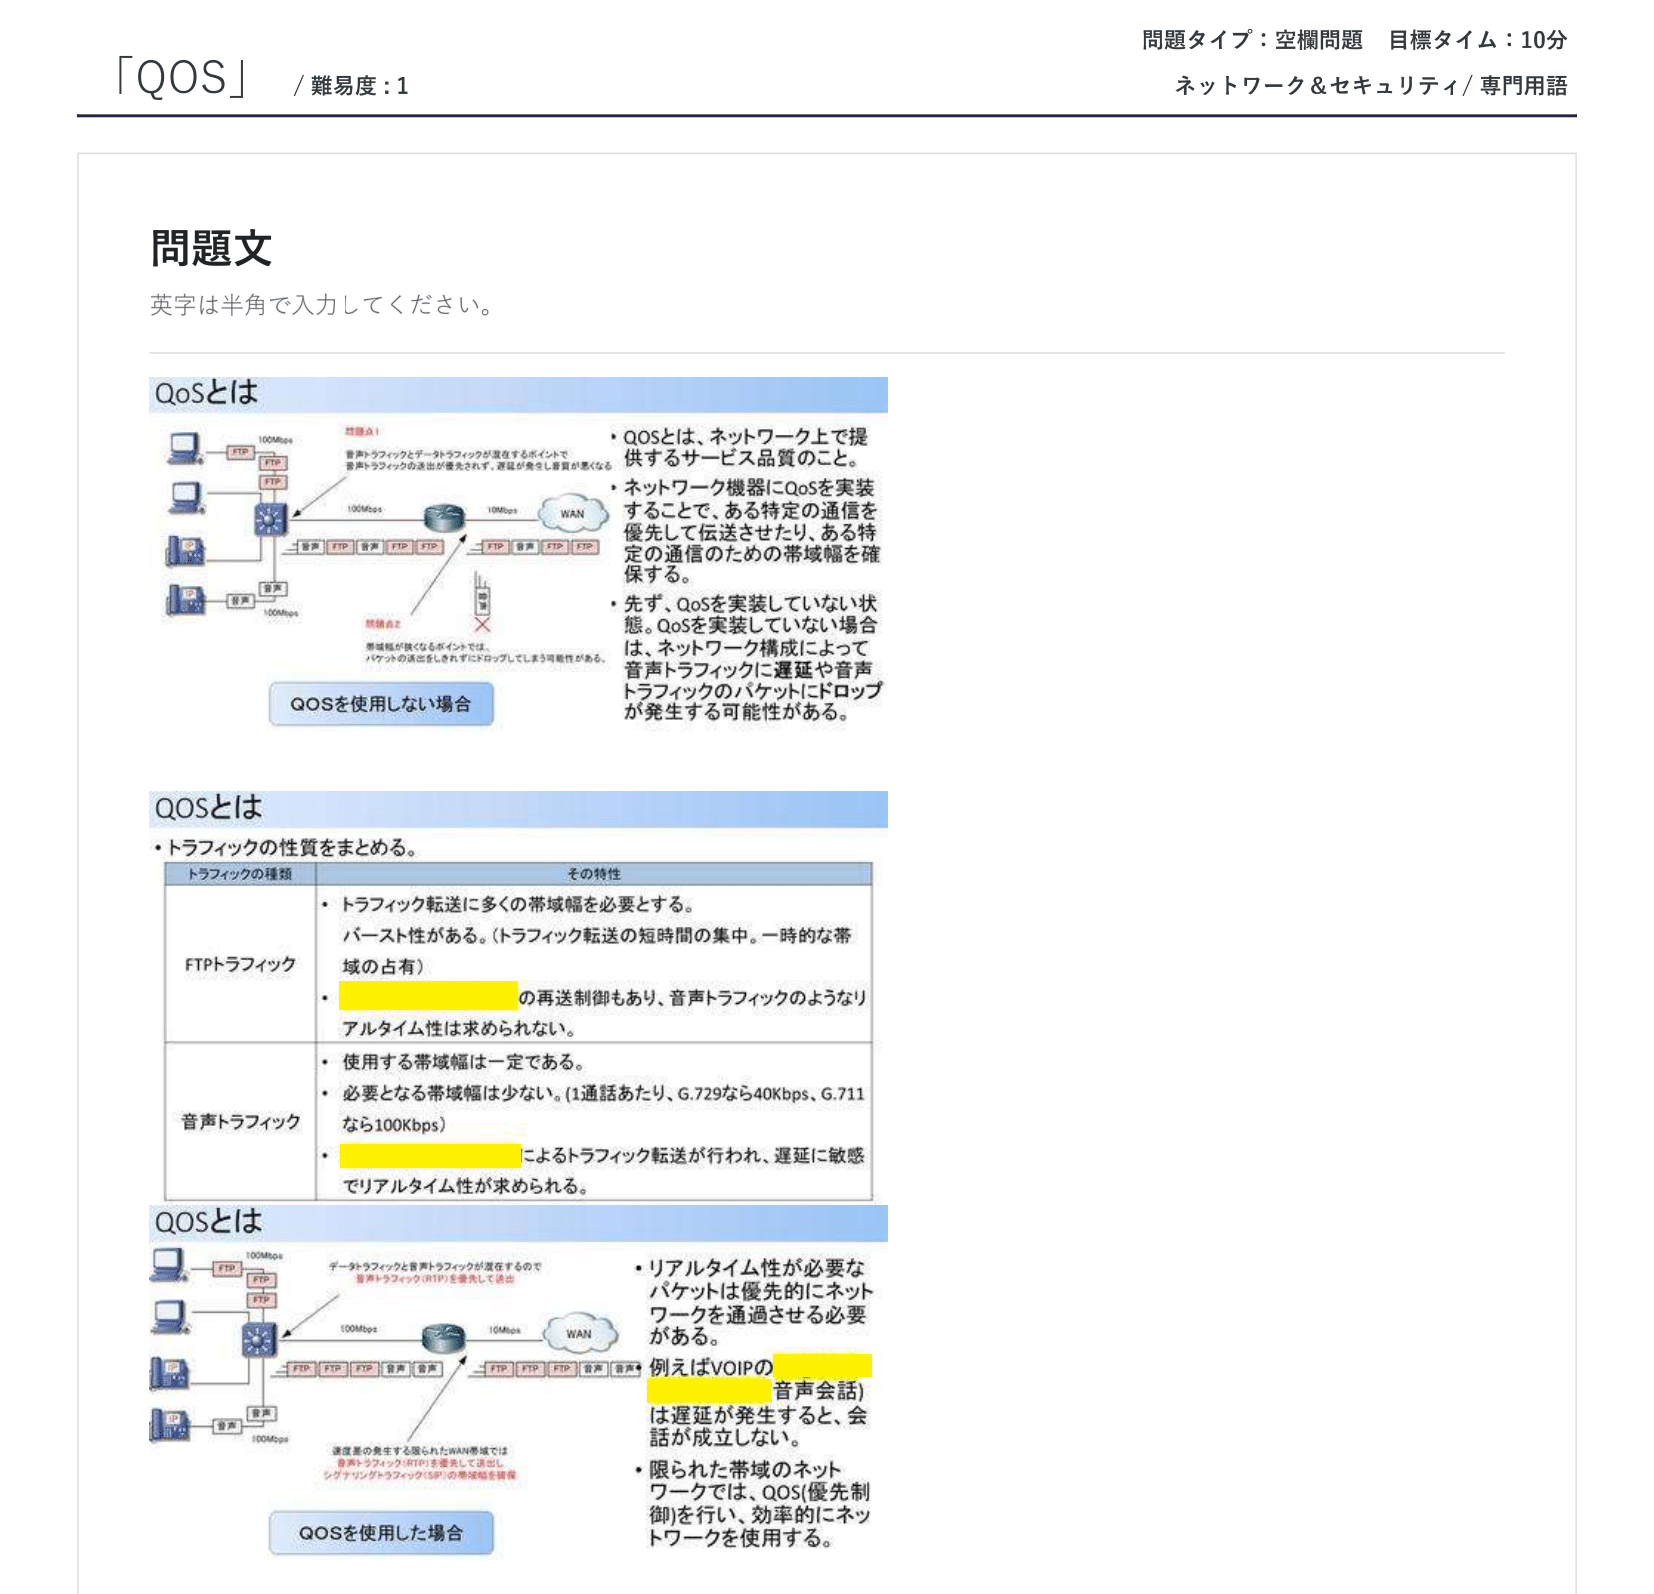 問題タイプ：空欄問題　目標タイム：10分
「QOS」 / 難易度 : 1
ネットワーク＆セキュリティ/ 専門用語
問題文
英字は半角で入力してください。
QoSとは
100Mbps
FTP
FTP
FTP
問題点1
音声トラフィックとデータトラフィックが混在するポイントで
音声トラフィックの送出が優先されず、遅延が発生し音質が悪くなる
100Mbps
10Mbps
WAN
音声 FTP 音声 FTP FTP
FTP 音声 FTP FTP
IP
IP
音声
音声
100Mbps
音声
問題点2
帯域幅が狭くなるポイントでは、
パケットの送出をしきれずにドロップしてしまう可能性がある。
QOSを使用しない場合
・QOSとは、ネットワーク上で提
供するサービス品質のこと。
・ネットワーク機器にQoSを実装
することで、ある特定の通信を
優先して伝送させたり、ある特
定の通信のための帯域幅を確
保する。
・先ず、QoSを実装していない状
態。QoSを実装していない場合
は、ネットワーク構成によって
音声トラフィックに遅延や音声
トラフィックのパケットにドロップ
が発生する可能性がある。
QOSとは
・トラフィックの性質をまとめる。
トラフィックの種類 その特性
FTPトラフィック
・ トラフィック転送に多くの帯域幅を必要とする。
バースト性がある。（トラフィック転送の短時間の集中。一時的な帯
域の占有）
・ の再送制御もあり、音声トラフィックのようなリ
アルタイム性は求められない。
音声トラフィック
・ 使用する帯域幅は一定である。
・ 必要となる帯域幅は少ない。(1通話あたり、G.729なら40Kbps、G.711
なら100Kbps）
・ によるトラフィック転送が行われ、遅延に敏感
でリアルタイム性が求められる。
QOSとは
100Mbps
FTP
FTP
FTP
データトラフィックと音声トラフィックが混在するので
音声トラフィック（RTP）を優先して送出
100Mbps
10Mbps
WAN
FTP FTP FTP 音声 音声
FTP FTP FTP 音声 音声
IP
IP
音声
音声
100Mbps
速度差の発生する限られたWAN帯域では
音声トラフィック（RTP）を優先して送出し
シグナリングトラフィック（SIP）の帯域幅を確保
QOSを使用した場合
・リアルタイム性が必要な
パケットは優先的にネット
ワークを通過させる必要
がある。
・例えばVOIPの
音声会話)
は遅延が発生すると、会
話が成立しない。
・限られた帯域のネット
ワークでは、QOS(優先制
御)を行い、効率的にネッ
トワークを使用する。